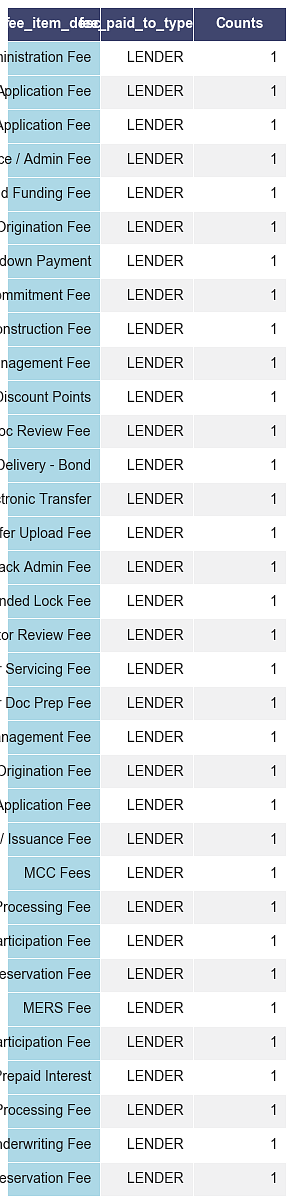 fee_item_desc fee_paid_to_type Counts
ministration Fee LENDER 1
Application Fee LENDER 1
Application Fee LENDER 1
ce / Admin Fee LENDER 1
d Funding Fee LENDER 1
Origination Fee LENDER 1
down Payment LENDER 1
ommitment Fee LENDER 1
onstruction Fee LENDER 1
nagement Fee LENDER 1
Discount Points LENDER 1
oc Review Fee LENDER 1
Delivery - Bond LENDER 1
ctronic Transfer LENDER 1
fer Upload Fee LENDER 1
ack Admin Fee LENDER 1
nded Lock Fee LENDER 1
tor Review Fee LENDER 1
r Servicing Fee LENDER 1
r Doc Prep Fee LENDER 1
anagement Fee LENDER 1
Origination Fee LENDER 1
Application Fee LENDER 1
/ Issuance Fee LENDER 1
MCC Fees LENDER 1
Processing Fee LENDER 1
articipation Fee LENDER 1
eservation Fee LENDER 1
MERS Fee LENDER 1
articipation Fee LENDER 1
Prepaid Interest LENDER 1
Processing Fee LENDER 1
nderwriting Fee LENDER 1
eservation Fee LENDER 1